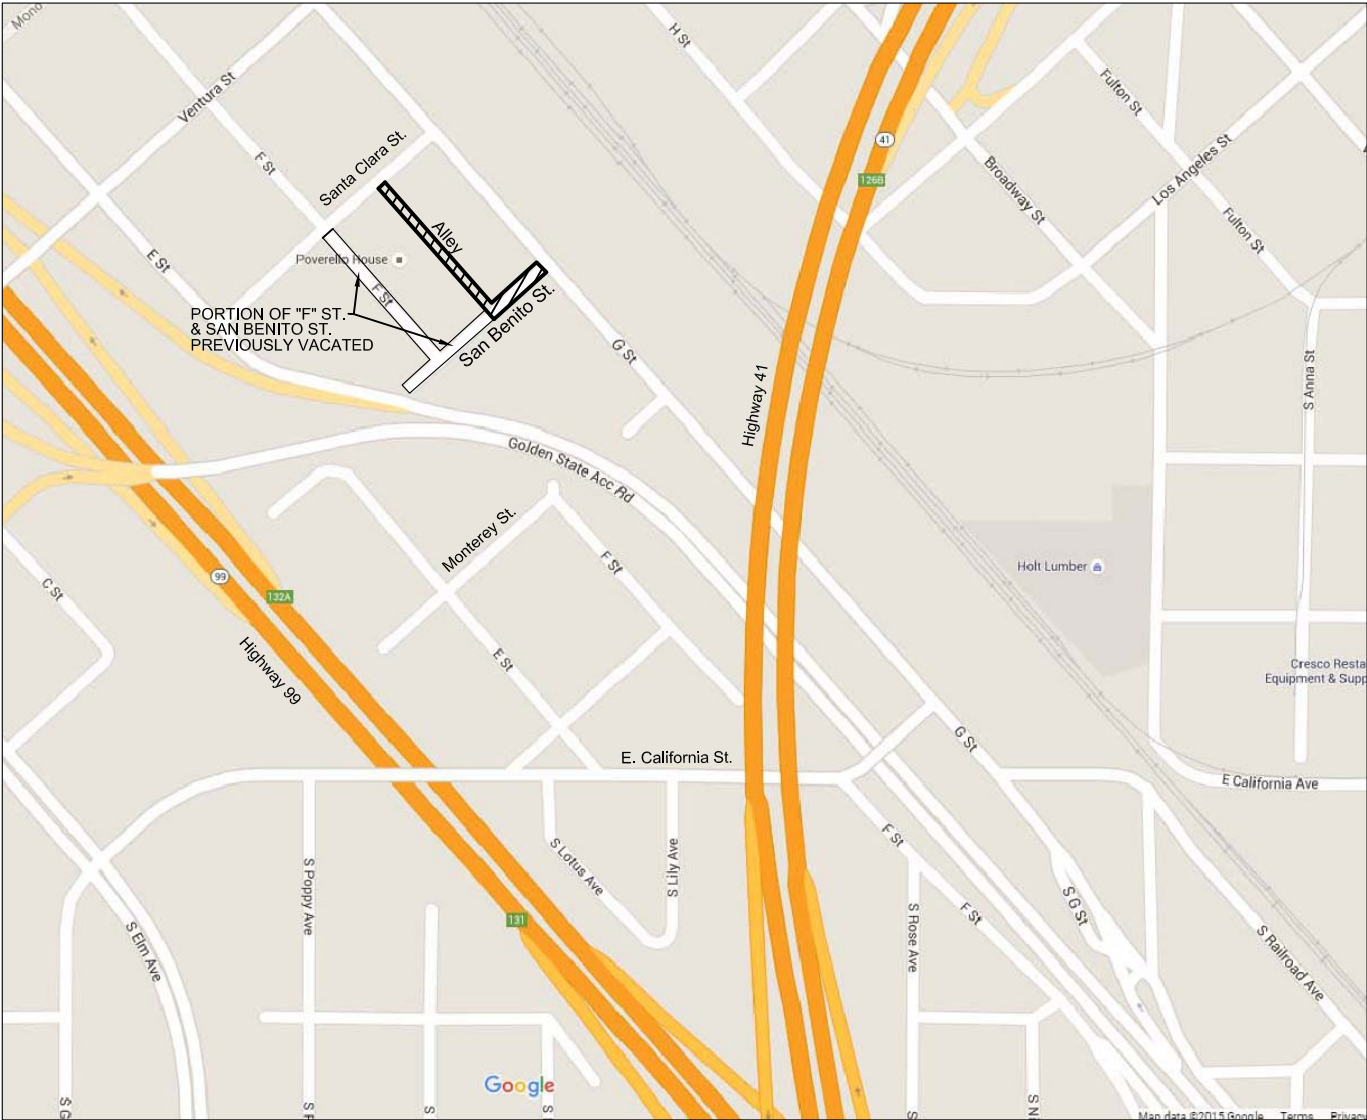 Mono
H St
Ventura St
Fulton St
41
F St
Santa Clara St.
Broadway St
Los Angeles St
126B
Alley
Fulton St
E St
Poverello House
F St
PORTION OF "F" ST.
& SAN BENITO ST.
PREVIOUSLY VACATED
San Benito St.
G St
S Anna St
Highway 41
Golden State Acc Rd
Monterey St.
F St
Holt Lumber
99
C St
132A
Highway 99
E St
Cresco Resta
Equipment & Supp
G St
E. California St.
E California Ave
F St
S Lotus Ave
S Lily Ave
S Poppy Ave
S G St
131
S Rose Ave
F St
S Elm Ave
S Railroad Ave
Google
S G
S F
S
S
S
S N
Map data ©2015 Google Terms Privacy